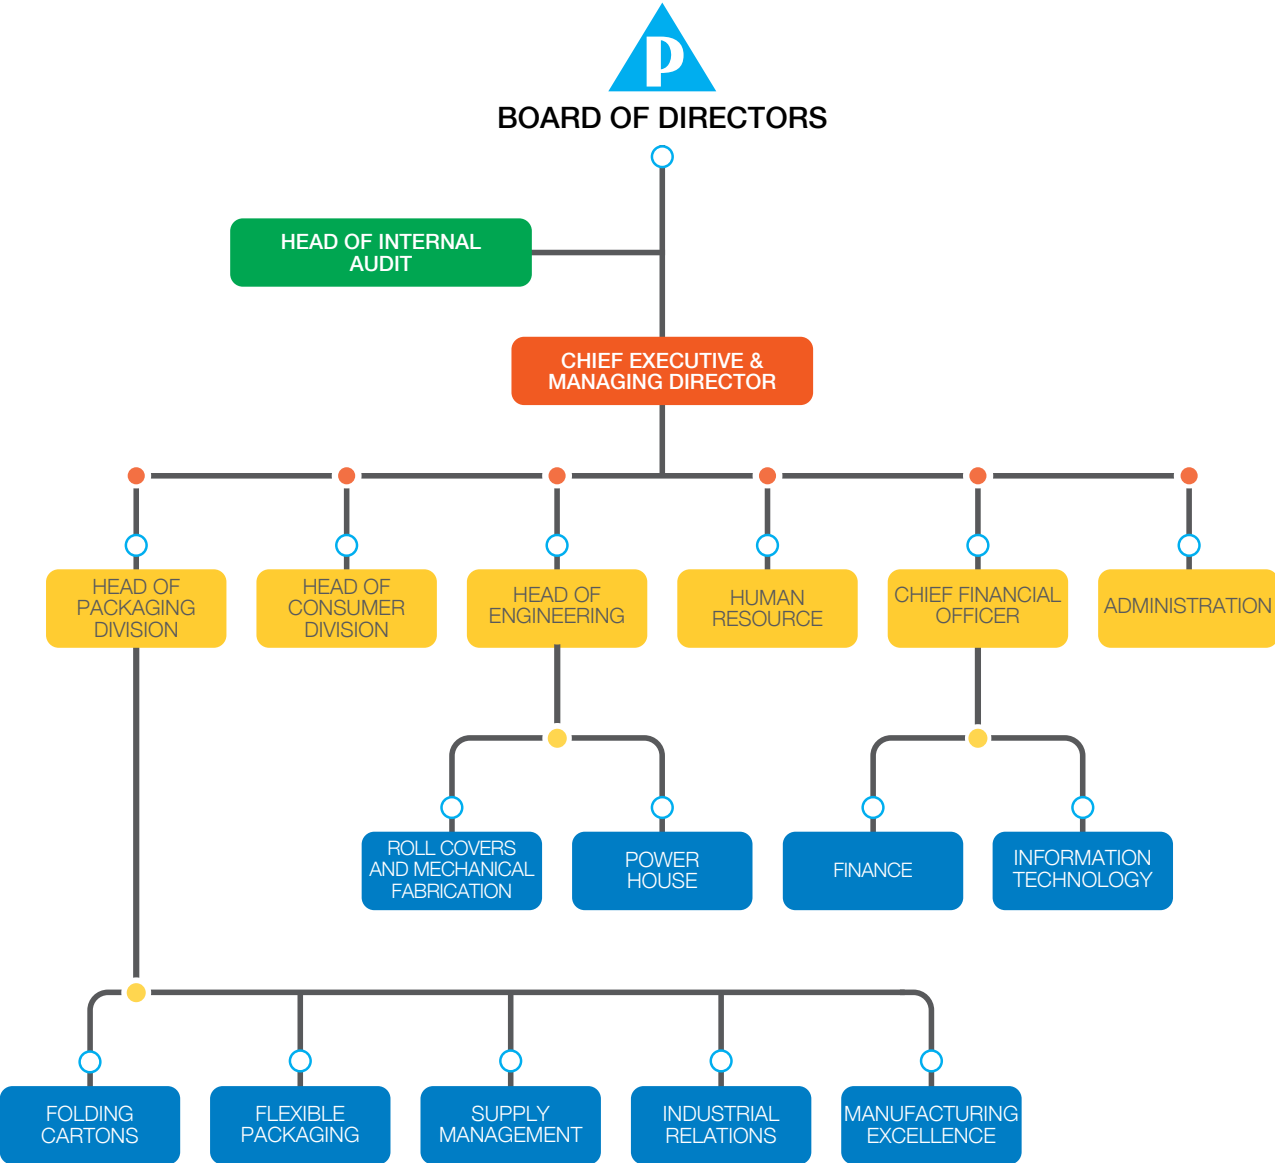 P
BOARD OF DIRECTORS
HEAD OF INTERNAL
AUDIT
CHIEF EXECUTIVE &
MANAGING DIRECTOR
HEAD OF
PACKAGING
DIVISION
HEAD OF
CONSUMER
DIVISION
HEAD OF
ENGINEERING
HUMAN
RESOURCE
CHIEF FINANCIAL
OFFICER
ADMINISTRATION
ROLL COVERS
AND MECHANICAL
FABRICATION
POWER
HOUSE
FINANCE
INFORMATION
TECHNOLOGY
FOLDING
CARTONS
FLEXIBLE
PACKAGING
SUPPLY
MANAGEMENT
INDUSTRIAL
RELATIONS
MANUFACTURING
EXCELLENCE